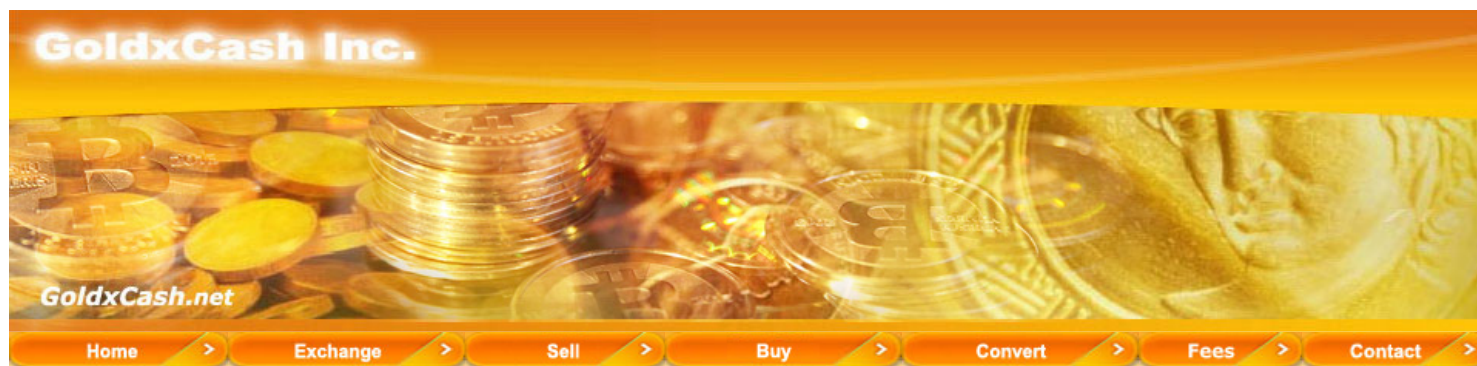 GoldxCash Inc.
GoldxCash.net
Home > Exchange > Sell > Buy > Convert > Fees > Contact >